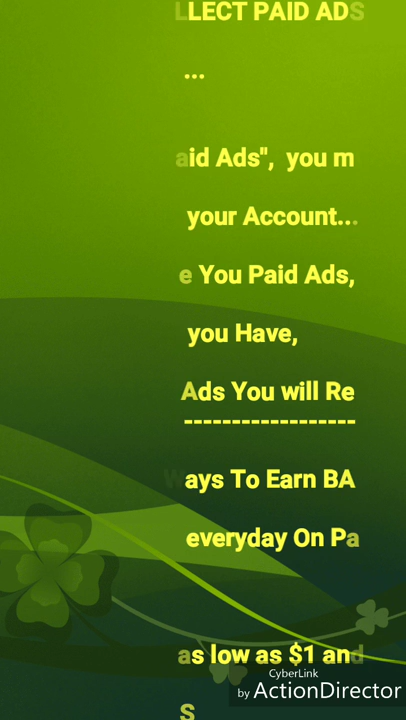 LLECT PAID ADS
...
aid Ads", you m
your Account...
e You Paid Ads,
you Have,
Ads You will Re
------------------
Ways To Earn BA
everyday On Pa
as low as $1 and
S
CyberLink
by ActionDirector